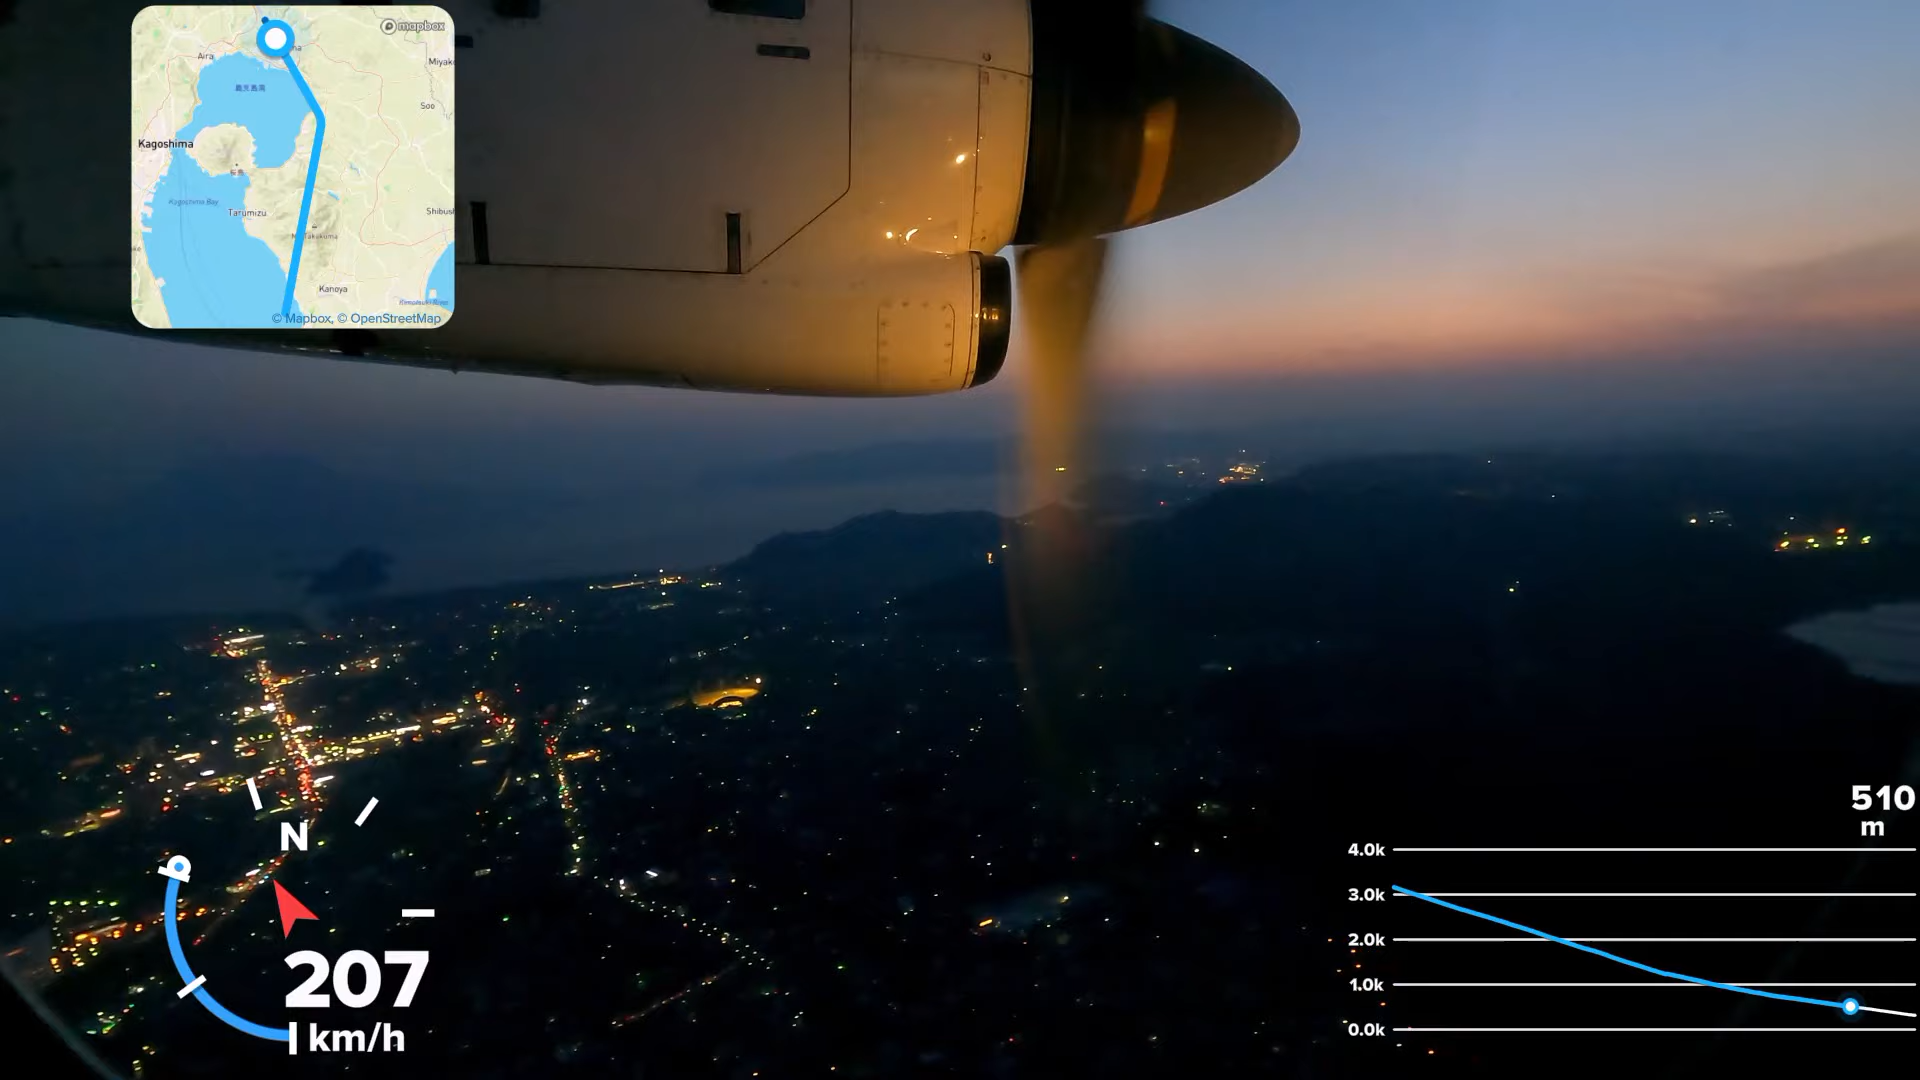 mapbox
Aira
鹿児島湾
Miyak
Soo
Kagoshima
Kagoshima Bay
Tarumizu
Shibush
Kanoya
© Mapbox, © OpenStreetMap
N
207
km/h
510
m
4.0k
3.0k
2.0k
1.0k
0.0k